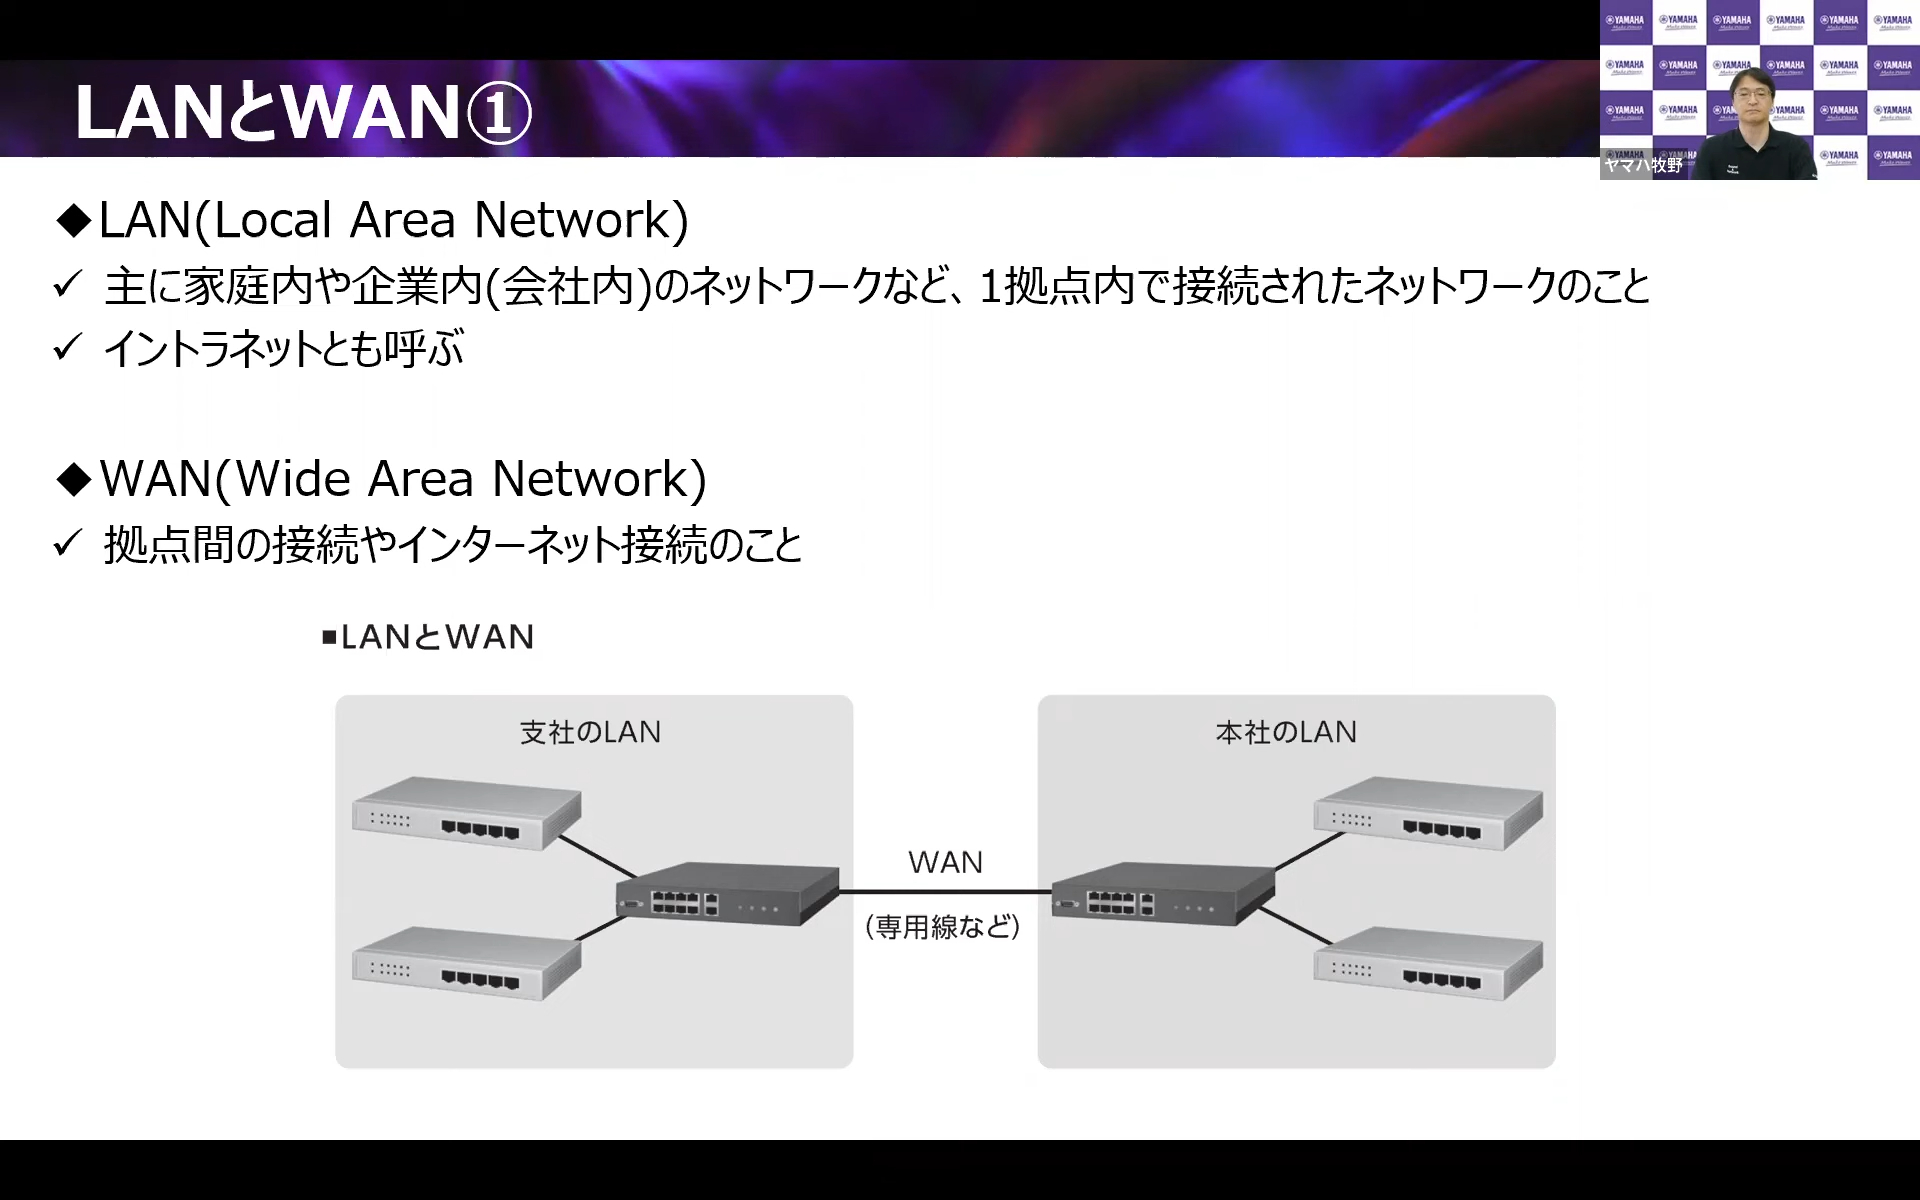 LANとWAN①
YAMAHA
Make Waves
ヤマハ牧野
◆LAN(Local Area Network)
✓ 主に家庭内や企業内(会社内)のネットワークなど、1拠点内で接続されたネットワークのこと
✓ イントラネットとも呼ぶ
◆WAN(Wide Area Network)
✓ 拠点間の接続やインターネット接続のこと
■LANとWAN
支社のLAN
本社のLAN
WAN
(専用線など)